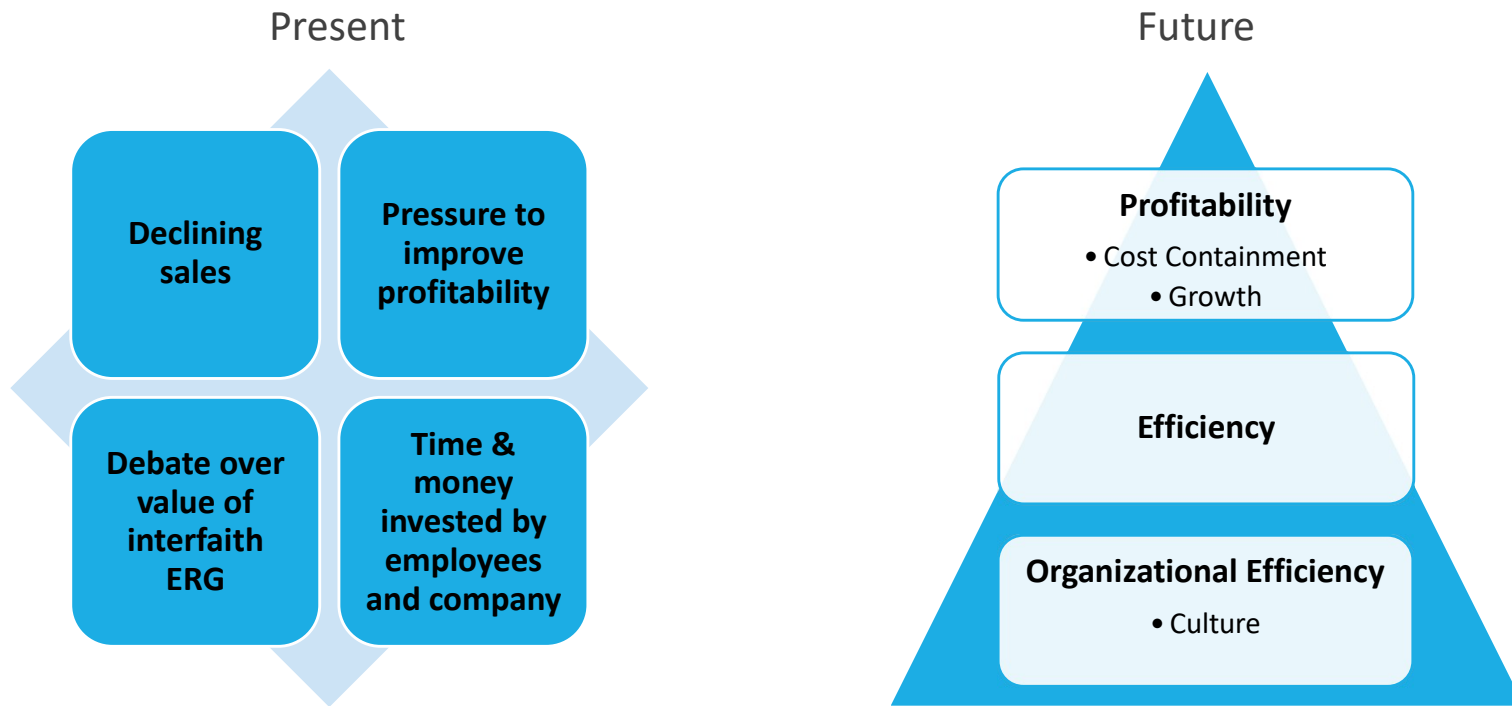 Present
Declining
sales
Pressure to
improve
profitability
Debate over
value of
interfaith
ERG
Time &
money
invested by
employees
and company
Future
Profitability
• Cost Containment
• Growth
Efficiency
Organizational Efficiency
• Culture